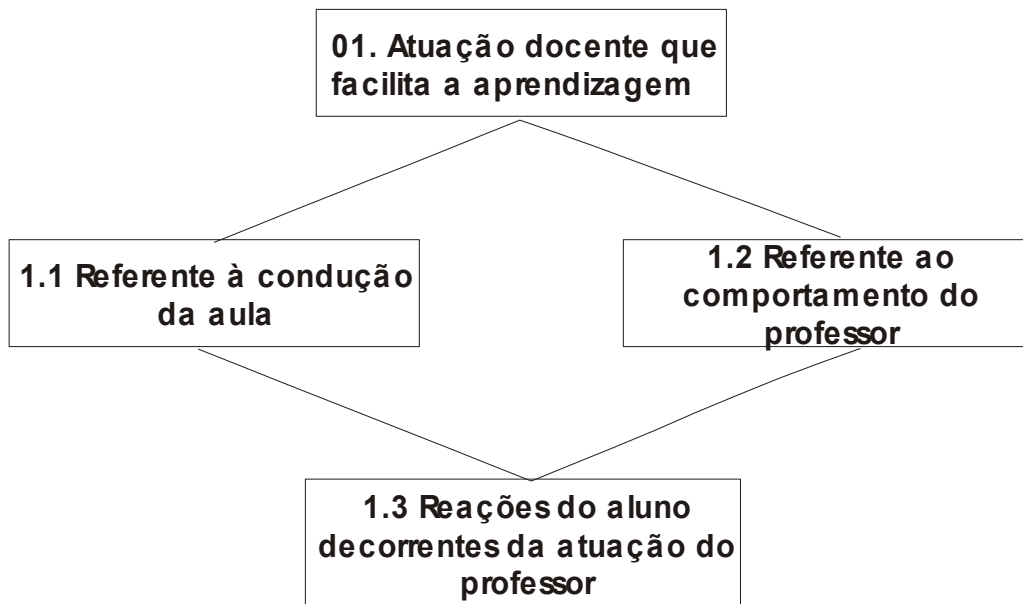 01. Atuação docente que
facilita a aprendizagem
1.1 Referente à condução
da aula
1.2 Referente ao
comportamento do
professor
1.3 Reações do aluno
decorrentes da atuação do
professor